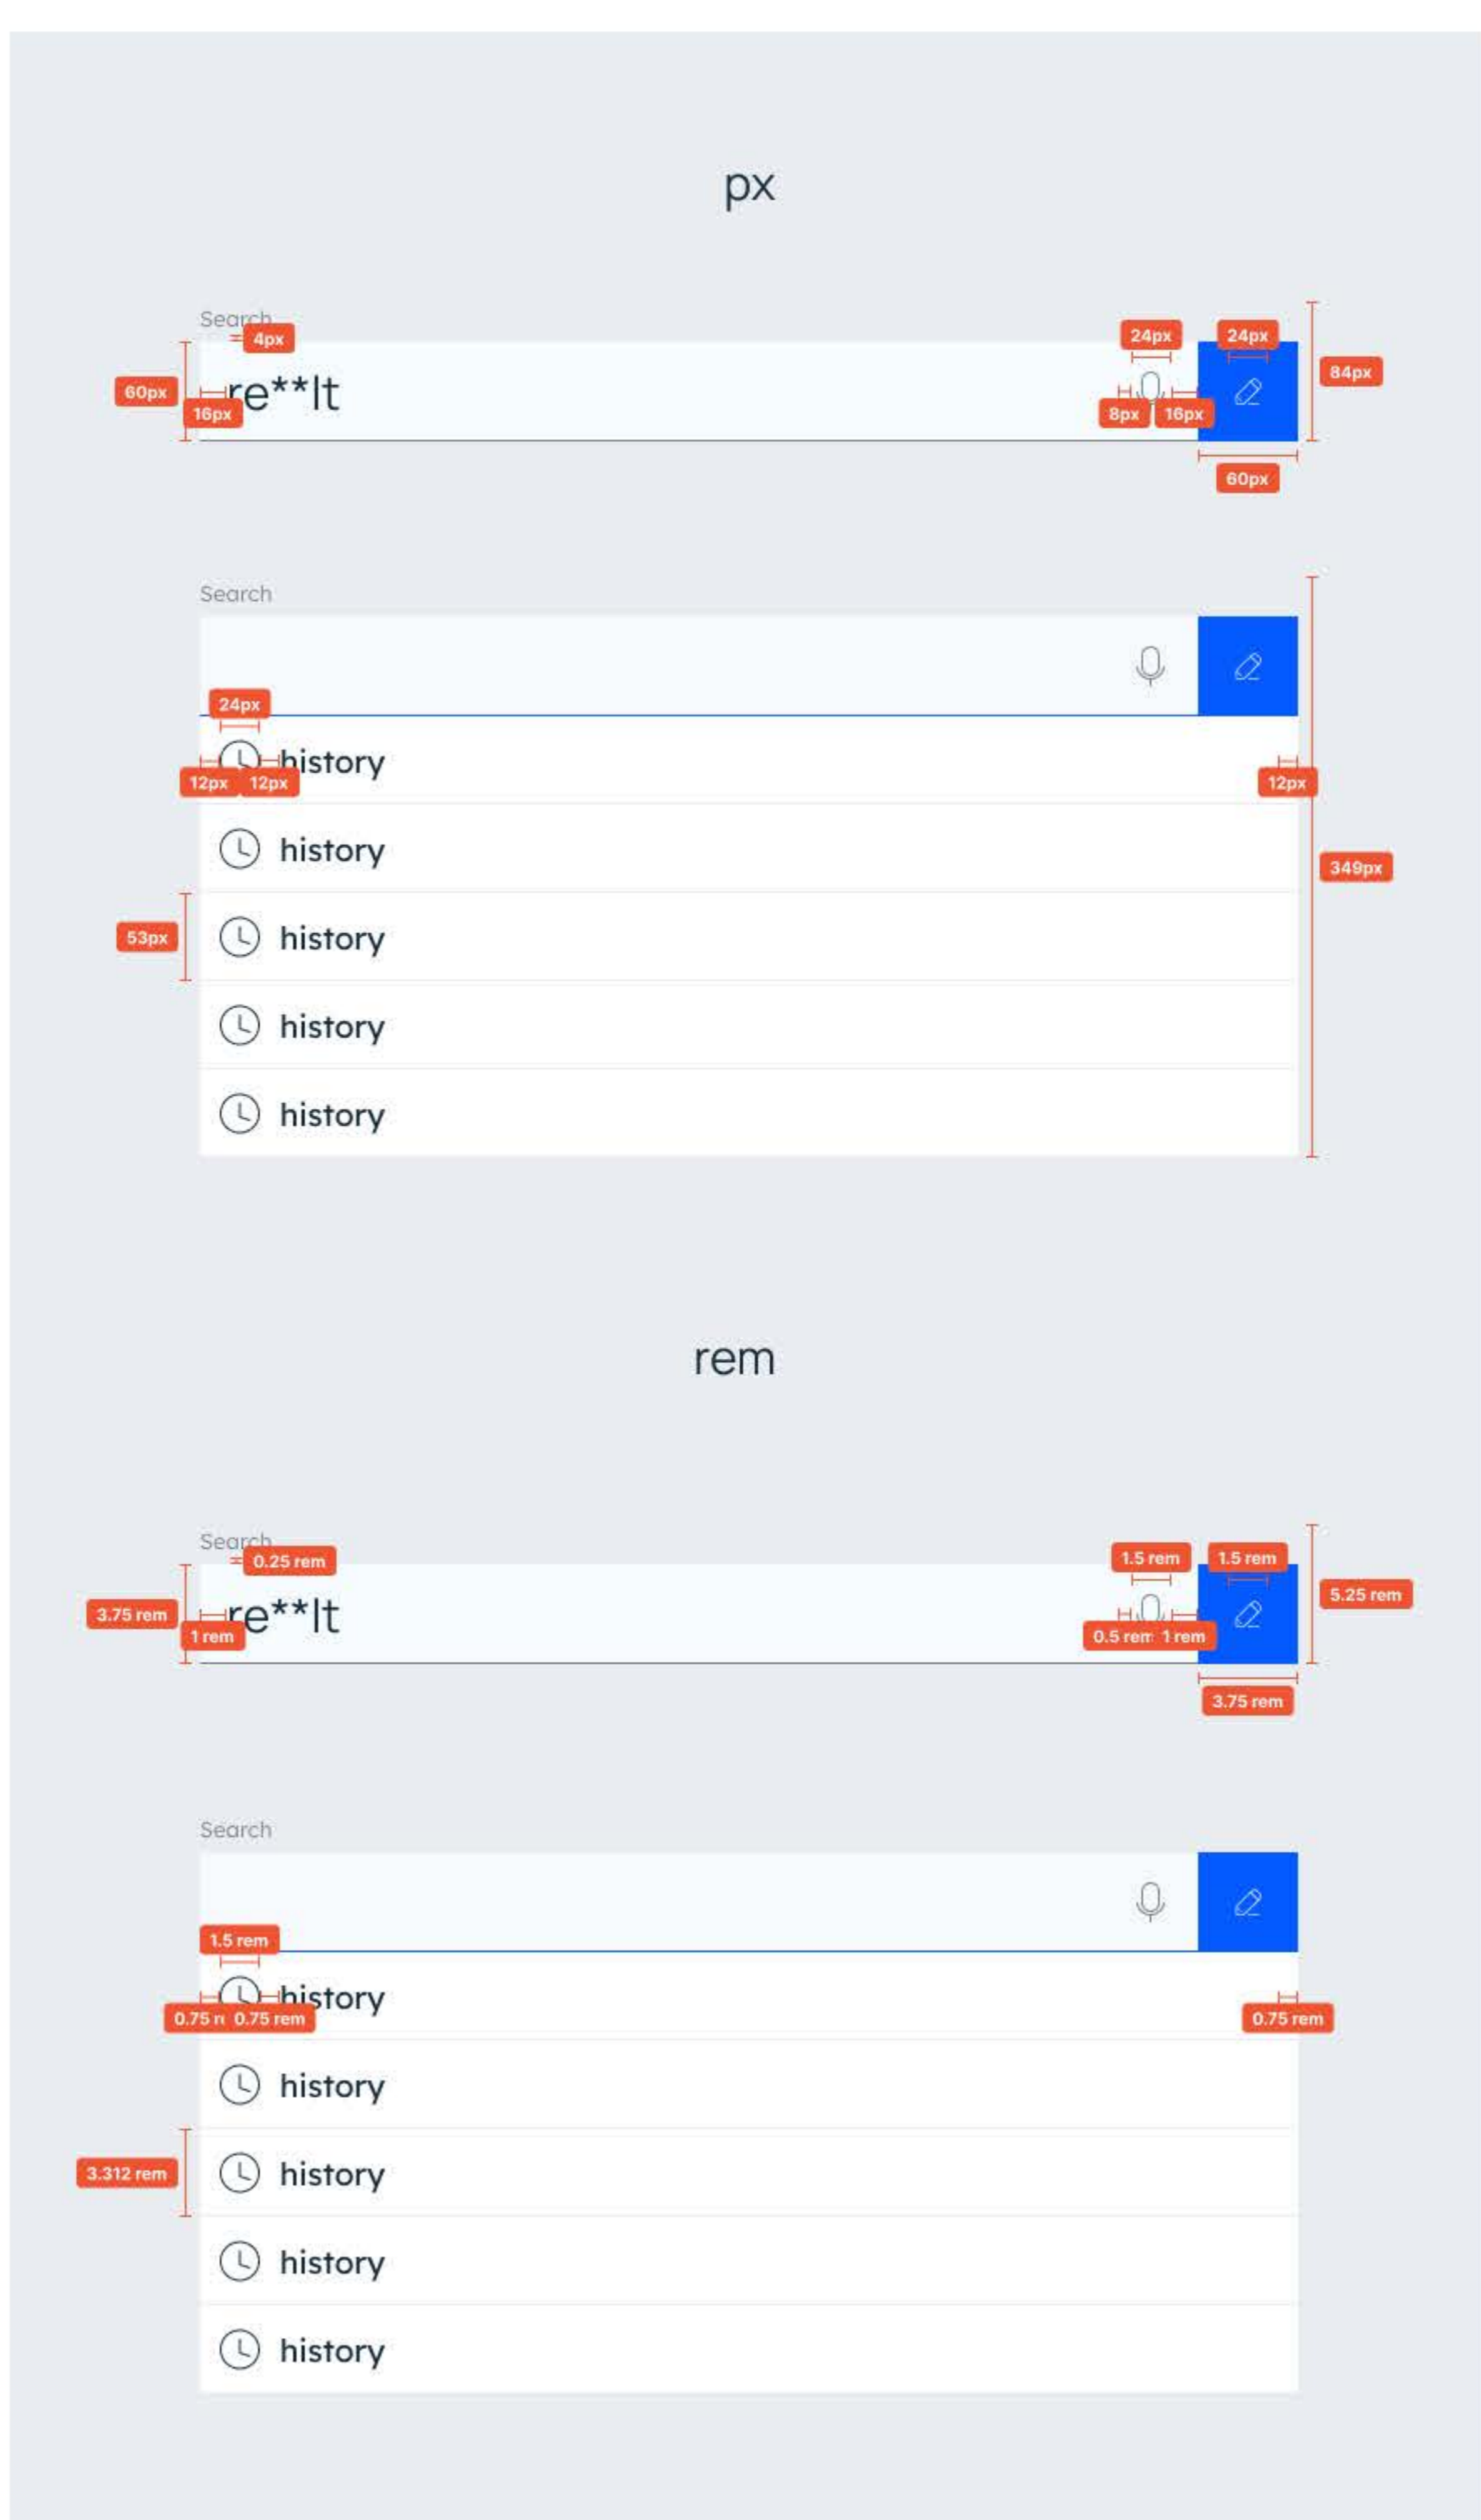 px
Search
4px
24px
24px
84px
60px
re**lt
16px
8px
16px
60px
Search
24px
history
12px
12px
12px
history
349px
53px
history
history
history
rem
Search
0.25 rem
1.5 rem
1.5 rem
5.25 rem
3.75 rem
re**lt
1 rem
0.5 rem
1 rem
3.75 rem
Search
1.5 rem
history
0.75 re
0.75 rem
0.75 rem
history
3.312 rem
history
history
history